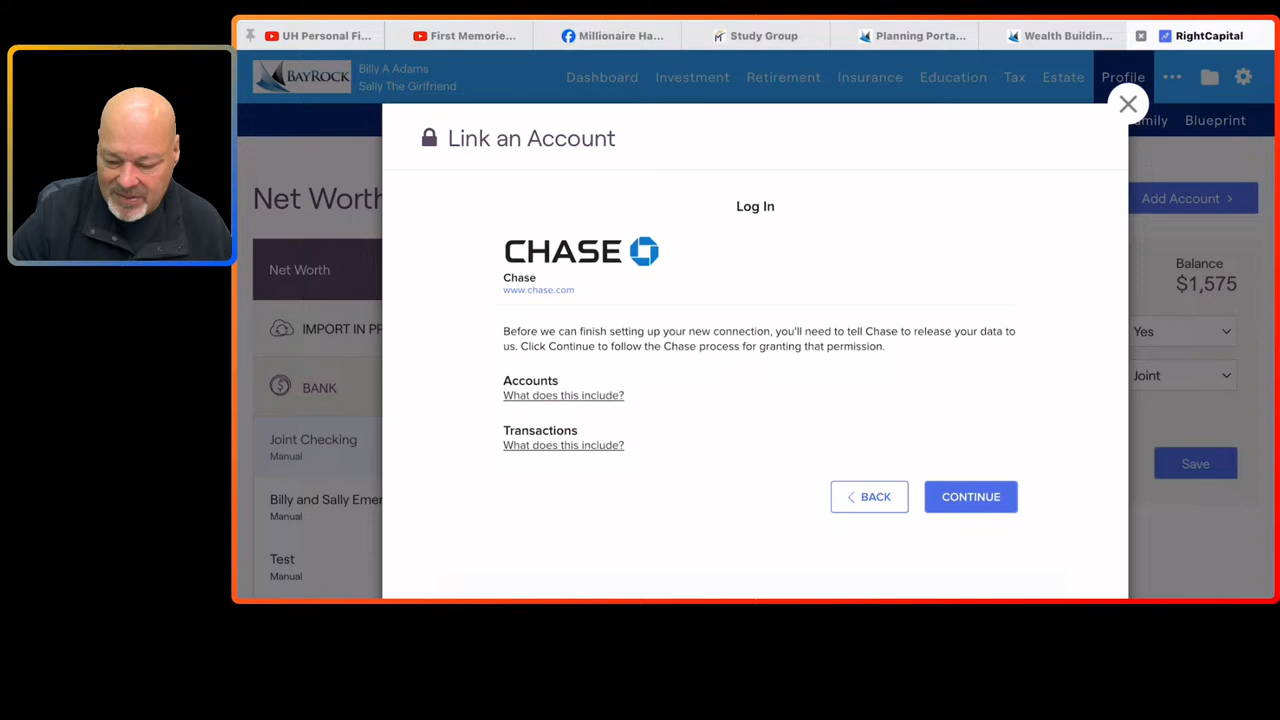 UH Personal Fi...
First Memorie...
Millionaire Ha...
Study Group
Planning Porta...
Wealth Buildin...
RightCapital
BAYROCK
Billy A Adams
Sally The Girlfriend
Dashboard
Investment
Retirement
Insurance
Education
Tax
Estate
Profile
amily
Blueprint
Link an Account
Net Worth
Add Account
Log In
CHASE
Chase
www.chase.com
Net Worth
Balance
$1,575
IMPORT IN PR
Before we can finish setting up your new connection, you'll need to tell Chase to release your data to
us. Click Continue to follow the Chase process for granting that permission.
Yes
BANK
Accounts
What does this include?
Joint
Joint Checking
Manual
Transactions
What does this include?
Save
Billy and Sally Emer
Manual
BACK
CONTINUE
Test
Manual